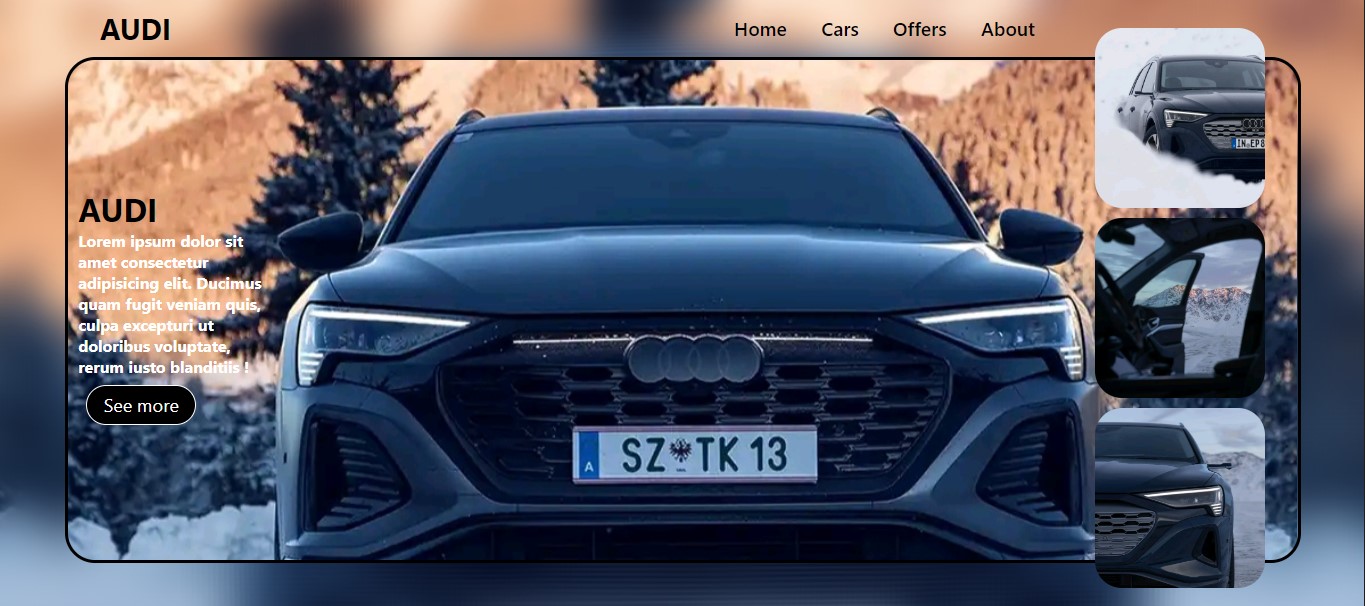 AUDI
Home Cars Offers About
AUDI
Lorem ipsum dolor sit
amet consectetur
adipisicing elit. Ducimus
quam fugit veniam quis,
culpa excepturi ut
doloribus voluptate,
rerum iusto blanditiis !
See more
A SZ TK 13
IN EP8